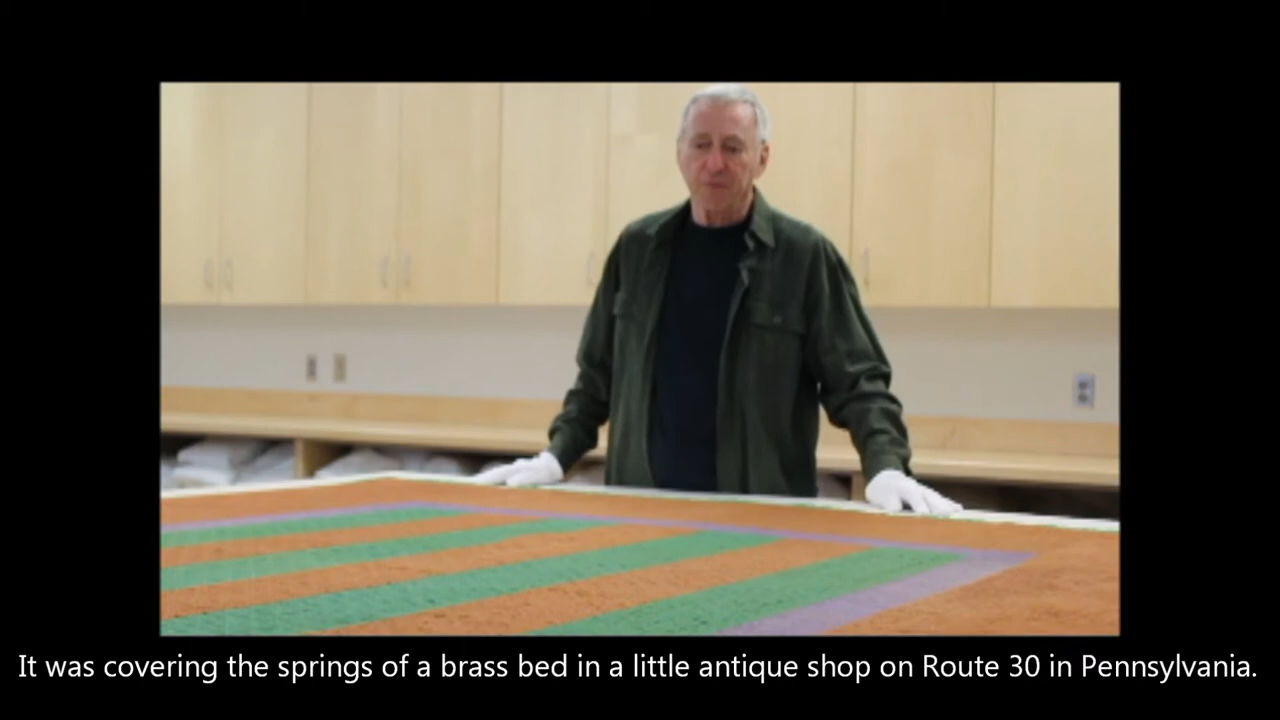 It was covering the springs of a brass bed in a little antique shop on Route 30 in Pennsylvania.